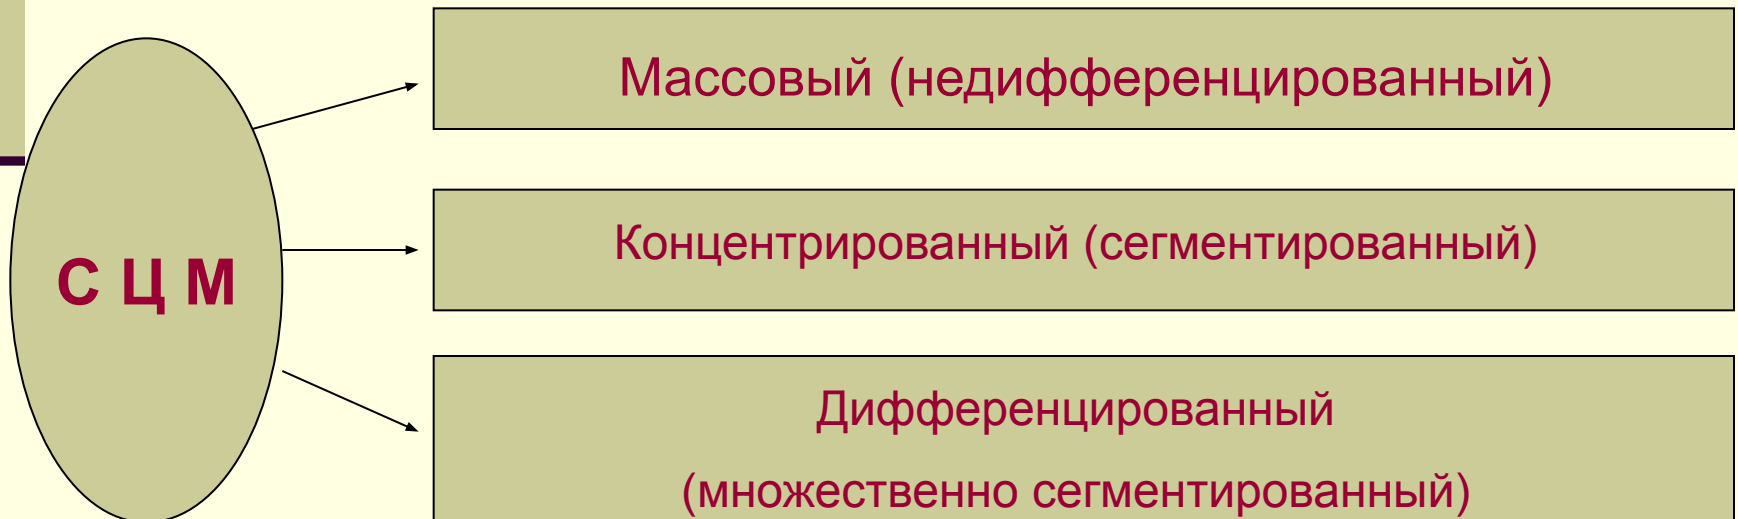 Массовый (недифференцированный)
Концентрированный (сегментированный)
С Ц М
Дифференцированный
(множественно сегментированный)